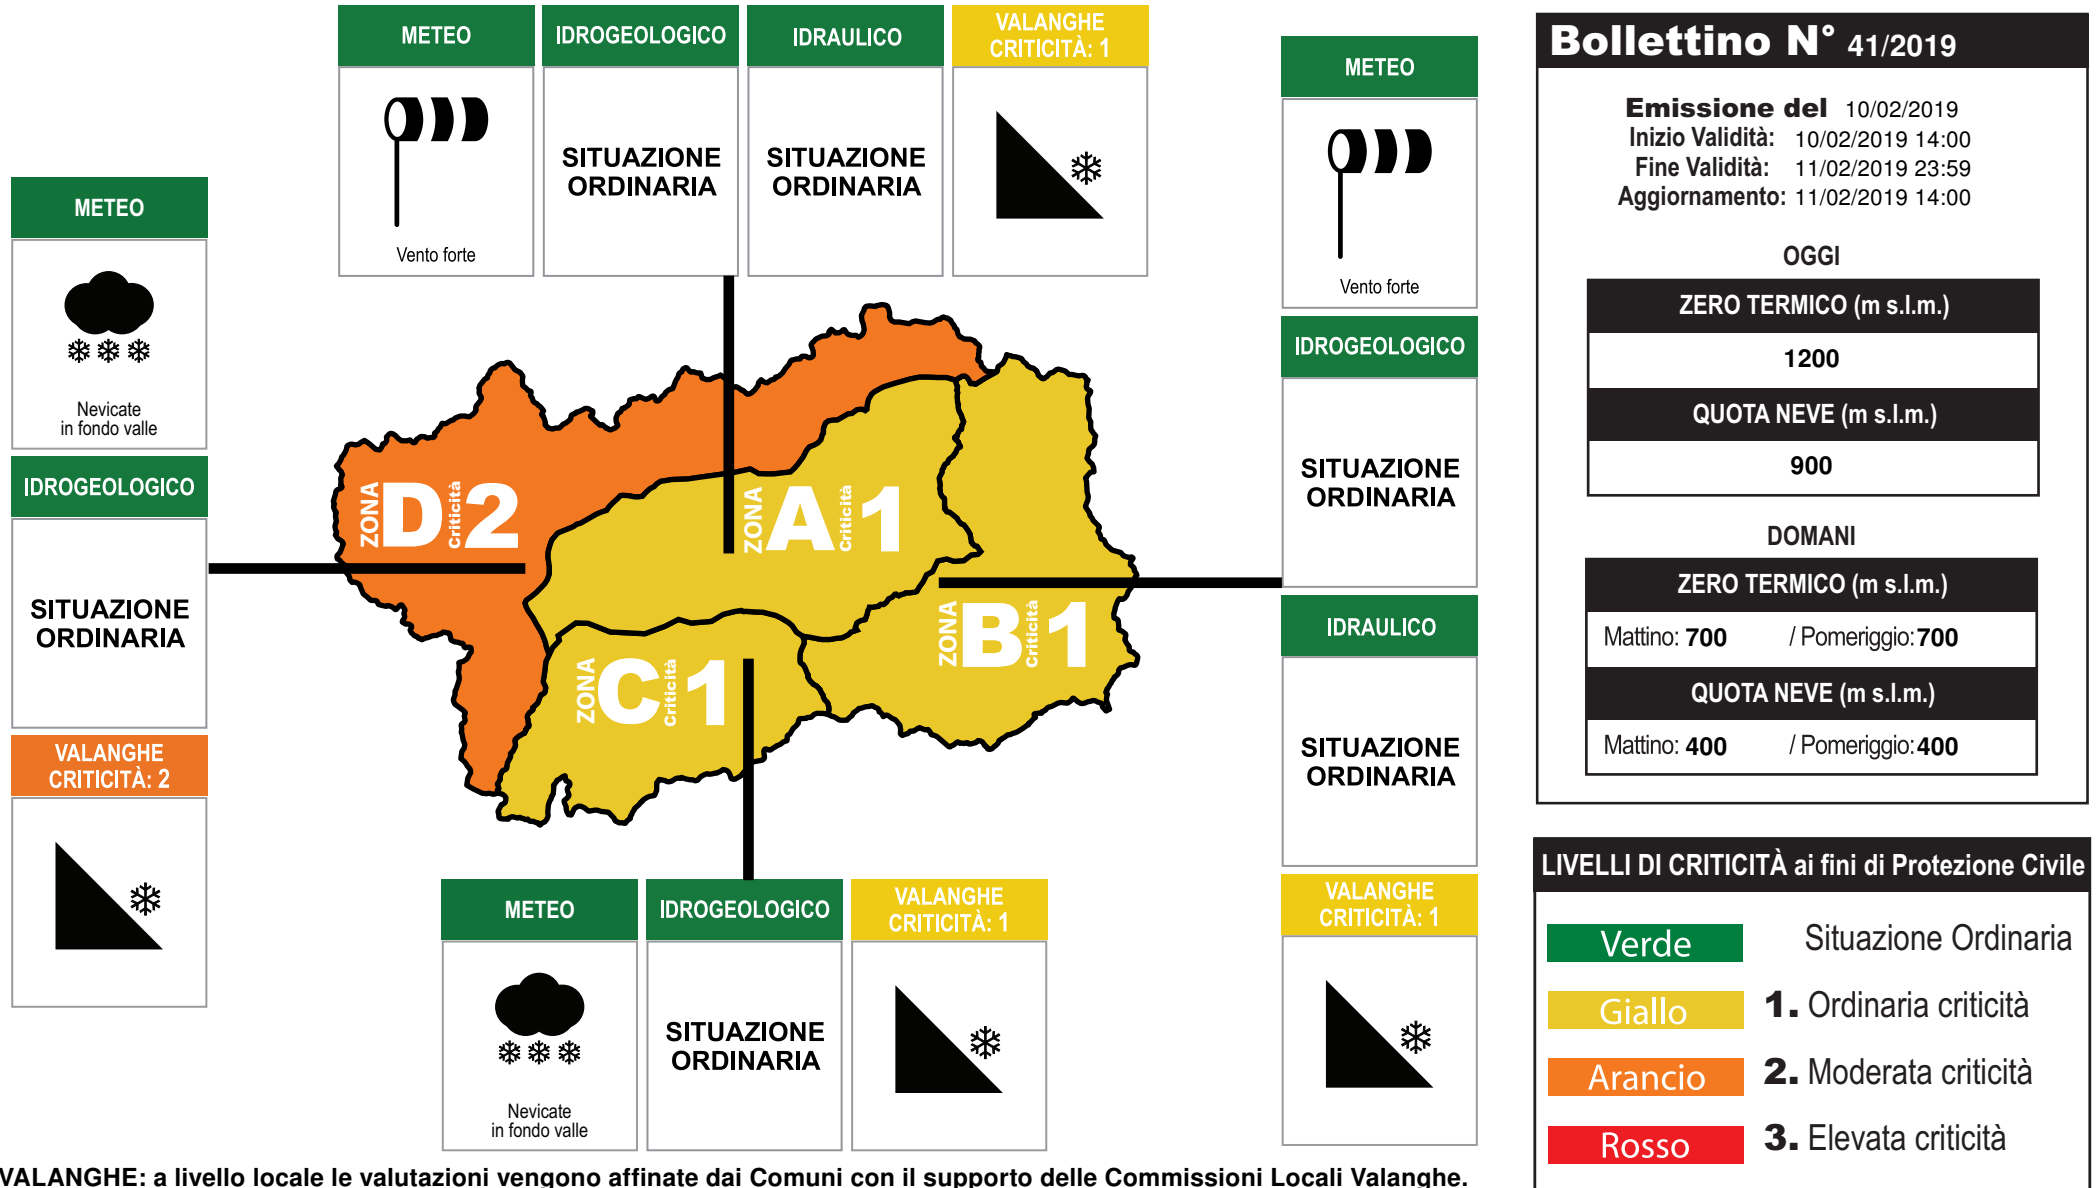 METEO
Vento forte
IDROGEOLOGICO
SITUAZIONE
ORDINARIA
IDRAULICO
SITUAZIONE
ORDINARIA
VALANGHE
CRITICITÀ: 1
METEO
Nevicate
in fondo valle
IDROGEOLOGICO
SITUAZIONE
ORDINARIA
VALANGHE
CRITICITÀ: 2
ZONA D Criticità 2
ZONA A Criticità 1
ZONA B Criticità 1
ZONA C Criticità 1
METEO
Vento forte
IDROGEOLOGICO
SITUAZIONE
ORDINARIA
IDRAULICO
SITUAZIONE
ORDINARIA
VALANGHE
CRITICITÀ: 1
METEO
Nevicate
in fondo valle
IDROGEOLOGICO
SITUAZIONE
ORDINARIA
VALANGHE
CRITICITÀ: 1
VALANGHE: a livello locale le valutazioni vengono affinate dai Comuni con il supporto delle Commissioni Locali Valanghe.
Bollettino N° 41/2019
Emissione del 10/02/2019
Inizio Validità: 10/02/2019 14:00
Fine Validità: 11/02/2019 23:59
Aggiornamento: 11/02/2019 14:00
OGGI
ZERO TERMICO (m s.l.m.)
1200
QUOTA NEVE (m s.l.m.)
900
DOMANI
ZERO TERMICO (m s.l.m.)
Mattino: 700 / Pomeriggio: 700
QUOTA NEVE (m s.l.m.)
Mattino: 400 / Pomeriggio: 400
LIVELLI DI CRITICITÀ ai fini di Protezione Civile
Verde Situazione Ordinaria
Giallo 1. Ordinaria criticità
Arancio 2. Moderata criticità
Rosso 3. Elevata criticità